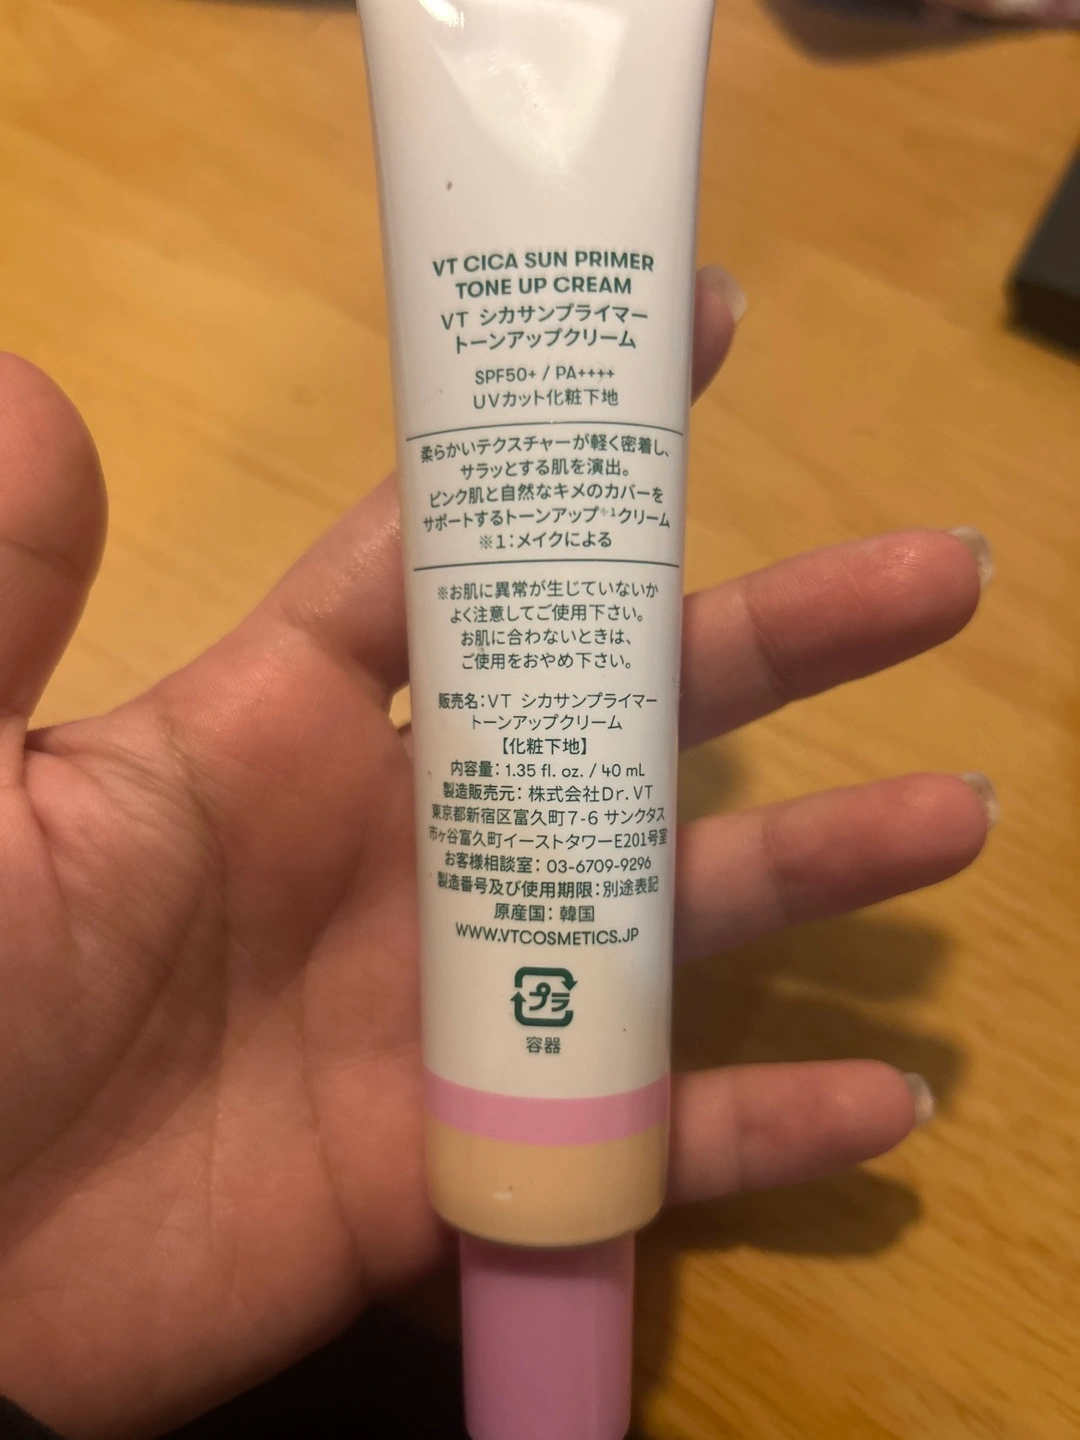 VT CICA SUN PRIMER
TONE UP CREAM
VT シカサンプライマー
トーンアップクリーム
SPF50+ / PA++++
UVカット化粧下地
柔らかいテクスチャーが軽く密着し、
サラッとする肌を演出。
ピンク肌と自然なキメのカバーを
サポートするトーンアップ※1クリーム
※1:メイクによる
※お肌に異常が生じていないか
よく注意してご使用下さい。
お肌に合わないときは、
ご使用をおやめ下さい。
販売名:VT シカサンプライマー
トーンアップクリーム
【化粧下地】
内容量: 1.35 fl. oz. / 40 mL
製造販売元: 株式会社Dr. VT
東京都新宿区富久町7-6 サンクタス
市ヶ谷富久町イーストタワーE201号室
お客様相談室: 03-6709-9296
製造番号及び使用期限:別途表記
原産国: 韓国
WWW.VTCOSMETICS.JP
プラ
容器